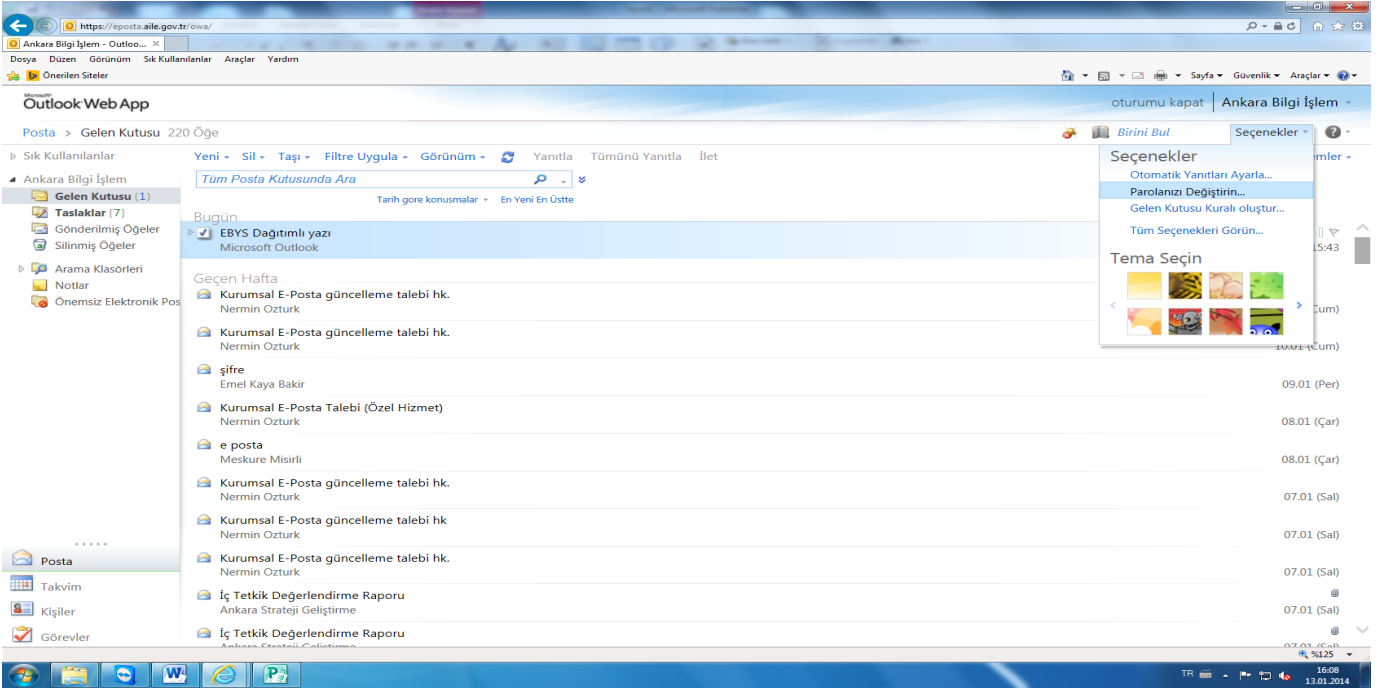 https://eposta.aile.gov.tr/owa/
Ankara Bilgi İşlem - Outloo...
Dosya Düzen Görünüm Sık Kullanılanlar Araçlar Yardım
Önerilen Siteler
Sayfa Güvenlik Araçlar
Microsoft
Outlook Web App
oturumu kapat Ankara Bilgi İşlem
Posta > Gelen Kutusu 220 Öğe
Birini Bul
Seçenekler
Sık Kullanılanlar
Yeni Sil Taşı Filtre Uygula Görünüm Yanıtla Tümünü Yanıtla İlet
Seçenekler
Otomatik Yanıtları Ayarla...
Parolanızı Değiştirin...
Gelen Kutusu Kuralı oluştur...
Tüm Seçenekleri Görün...
Tema Seçin
Ankara Bilgi İşlem
Gelen Kutusu (1)
Taslaklar [7]
Gönderilmiş Öğeler
Silinmiş Öğeler
Arama Klasörleri
Notlar
Önemsiz Elektronik Pos
Tüm Posta Kutusunda Ara
Tarih gore konusmalar En Yeni En Üstte
Bugün
EBYS Dağıtımlı yazı
Microsoft Outlook
15:43
Geçen Hafta
Kurumsal E-Posta güncelleme talebi hk.
Nermin Ozturk
Kurumsal E-Posta güncelleme talebi hk.
Nermin Ozturk
10.01 (Cum)
şifre
Emel Kaya Bakir
09.01 (Per)
Kurumsal E-Posta Talebi (Özel Hizmet)
Nermin Ozturk
08.01 (Çar)
e posta
Meskure Misirli
08.01 (Çar)
Kurumsal E-Posta güncelleme talebi hk.
Nermin Ozturk
07.01 (Sal)
Kurumsal E-Posta güncelleme talebi hk
Nermin Ozturk
07.01 (Sal)
Kurumsal E-Posta güncelleme talebi hk.
Nermin Ozturk
07.01 (Sal)
İç Tetkik Değerlendirme Raporu
Ankara Strateji Geliştirme
07.01 (Sal)
İç Tetkik Değerlendirme Raporu
Ankara Strateji Geliştirme
07.01 (Sal)
Posta
Takvim
Kişiler
Görevler
%125
TR
16:08
13.01.2014